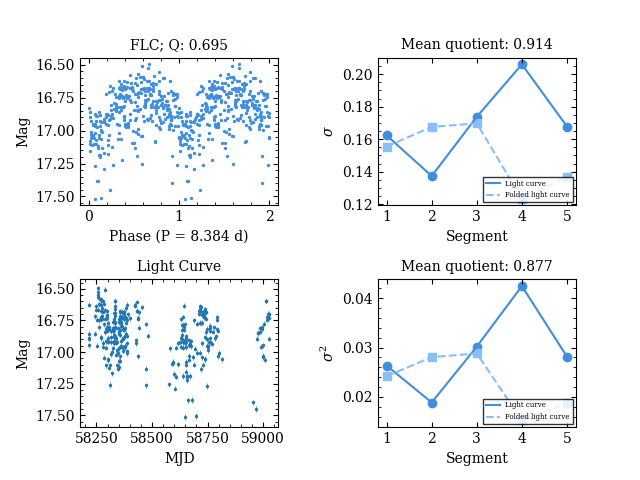 FLC; Q: 0.695
16.50
16.75
17.00
17.25
17.50
Mag
0
1
2
Phase (P = 8.384 d)
Mean quotient: 0.914
0.20
0.18
0.16
0.14
0.12
σ
Light curve
Folded light curve
1
2
3
4
5
Segment
Light Curve
16.50
16.75
17.00
17.25
17.50
Mag
58250
58500
58750
59000
MJD
Mean quotient: 0.877
0.04
0.03
0.02
σ²
Light curve
Folded light curve
1
2
3
4
5
Segment